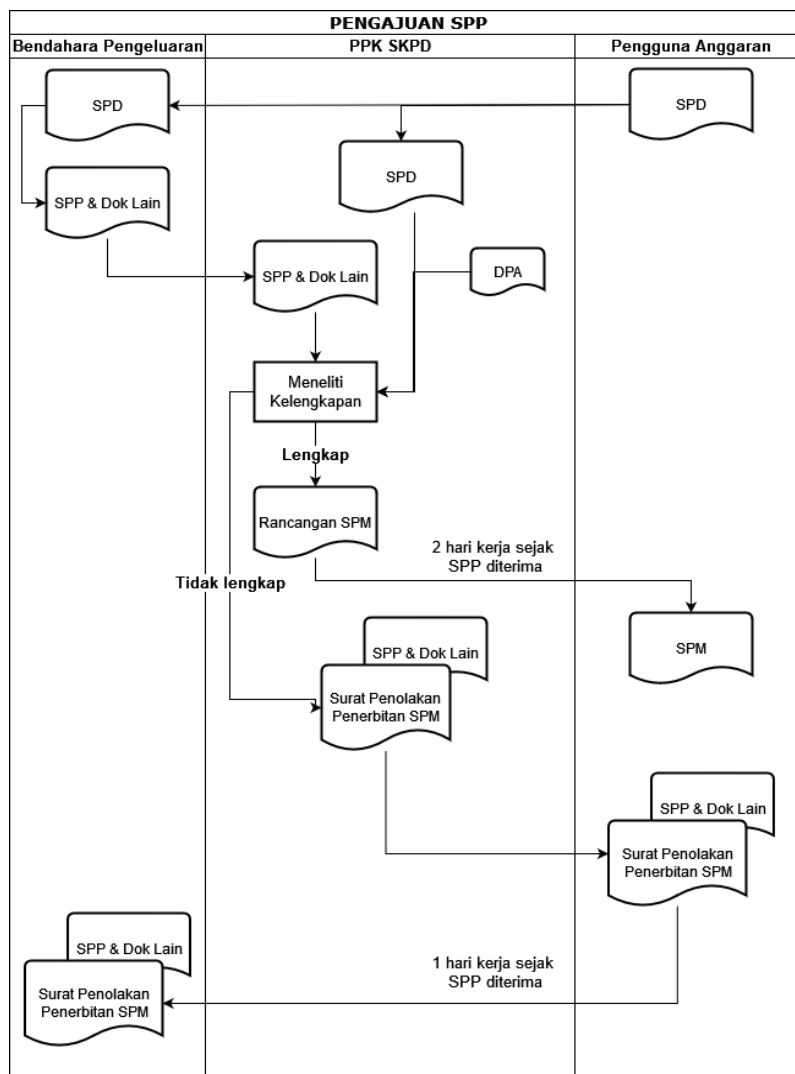 PENGAJUAN SPP
Bendahara Pengeluaran
PPK SKPD
Pengguna Anggaran
SPD
SPD
SPD
SPP & Dok Lain
SPP & Dok Lain
DPA
Meneliti
Kelengkapan
Lengkap
Rancangan SPM
2 hari kerja sejak
SPP diterima
Tidak lengkap
SPM
SPP & Dok Lain
Surat Penolakan
Penerbitan SPM
SPP & Dok Lain
Surat Penolakan
Penerbitan SPM
SPP & Dok Lain
Surat Penolakan
Penerbitan SPM
1 hari kerja sejak
SPP diterima